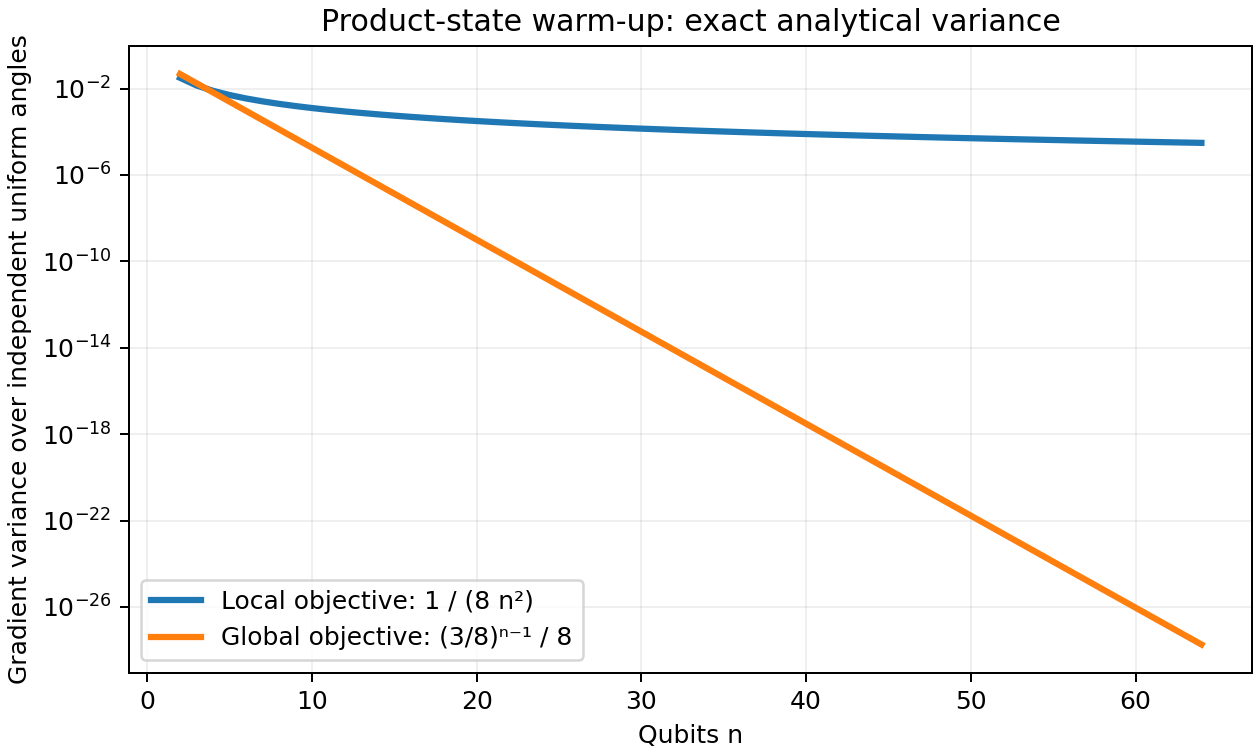 Product-state warm-up: exact analytical variance
Gradient variance over independent uniform angles
10⁻²
10⁻⁶
10⁻¹⁰
10⁻¹⁴
10⁻¹⁸
10⁻²²
10⁻²⁶
Local objective: 1 / (8 n²)
Global objective: (3/8)ⁿ⁻¹ / 8
0 10 20 30 40 50 60
Qubits n